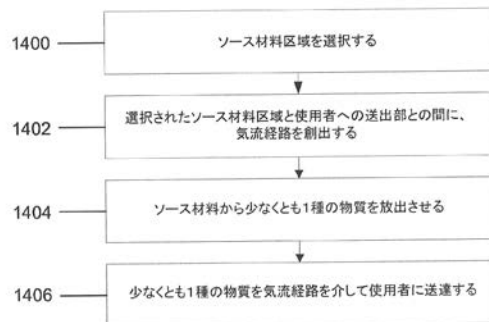 1400
ソース材料区域を選択する
1402
選択されたソース材料区域と使用者への送出部との間に、
気流経路を創出する
1404
ソース材料から少なくとも1種の物質を放出させる
1406
少なくとも1種の物質を気流経路を介して使用者に送達する